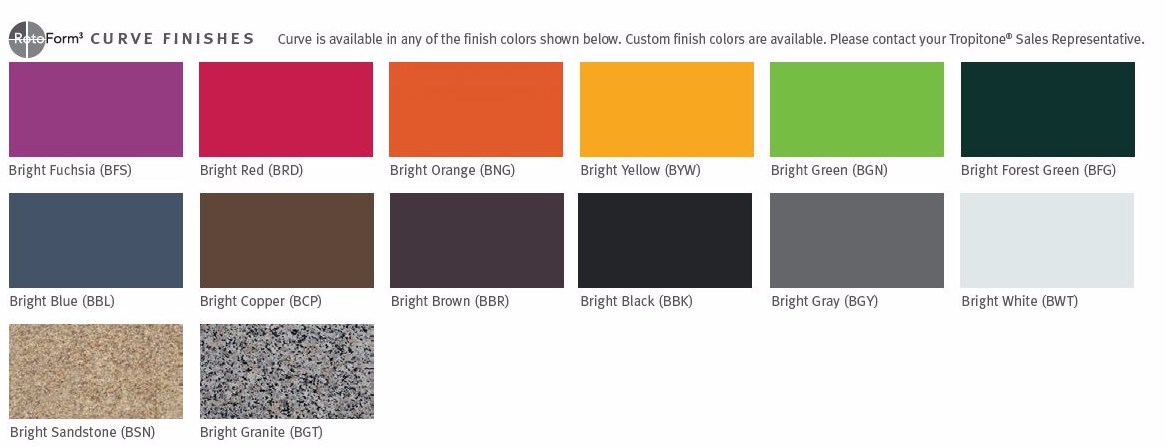 RotoForm³ CURVE FINISHES Curve is available in any of the finish colors shown below. Custom finish colors are available. Please contact your Tropitone® Sales Representative.
Bright Fuchsia (BFS) Bright Red (BRD) Bright Orange (BNG) Bright Yellow (BYW) Bright Green (BGN) Bright Forest Green (BFG)
Bright Blue (BBL) Bright Copper (BCP) Bright Brown (BBR) Bright Black (BBK) Bright Gray (BGY) Bright White (BWT)
Bright Sandstone (BSN) Bright Granite (BGT)